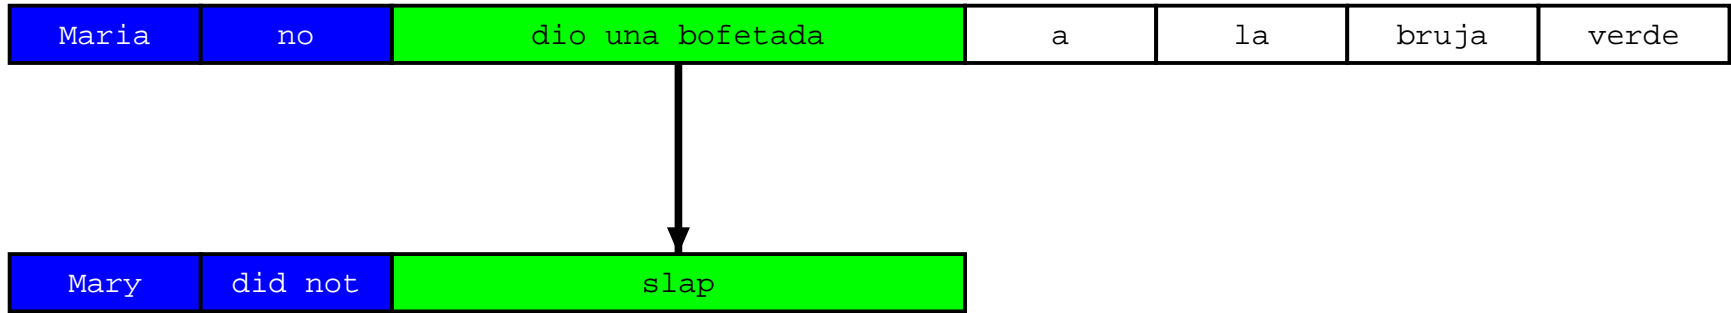 Maria no dio una bofetada a la bruja verde
Mary did not slap